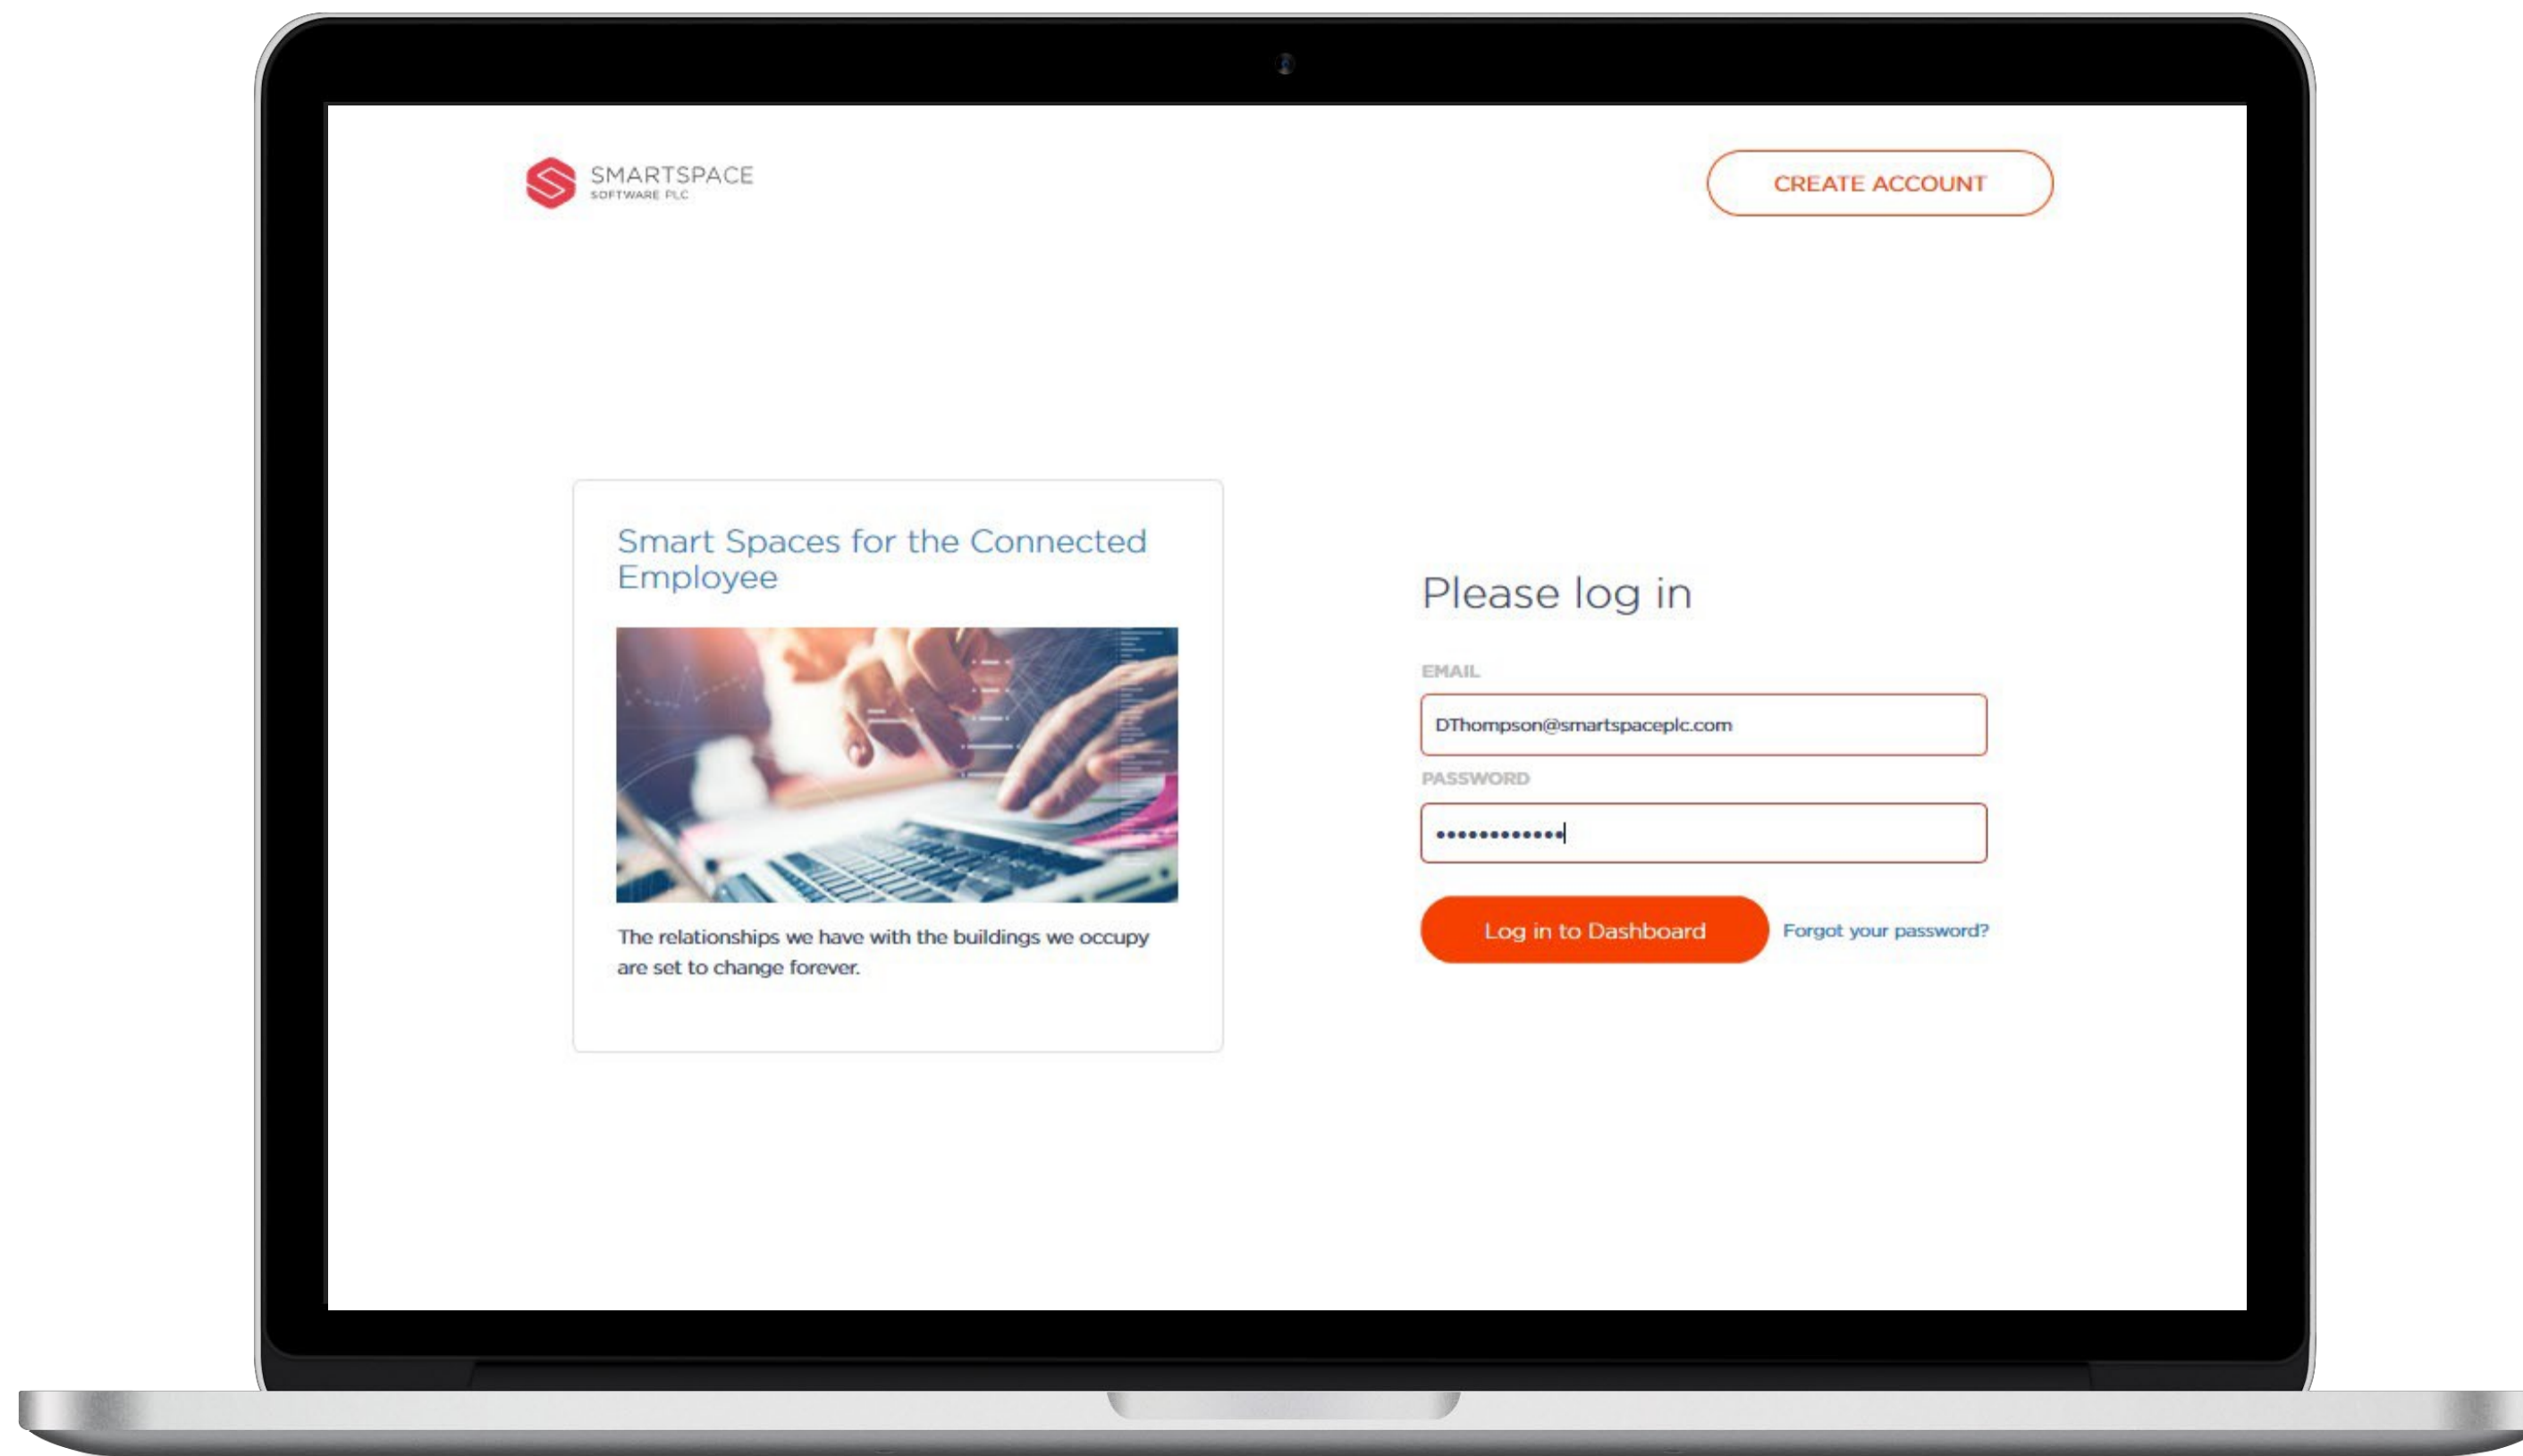 SMARTSPACE
SOFTWARE PLC
CREATE ACCOUNT
Smart Spaces for the Connected
Employee
The relationships we have with the buildings we occupy
are set to change forever.
Please log in
EMAIL
DThompson@smartspaceplc.com
PASSWORD
••••••••••••
Log in to Dashboard
Forgot your password?